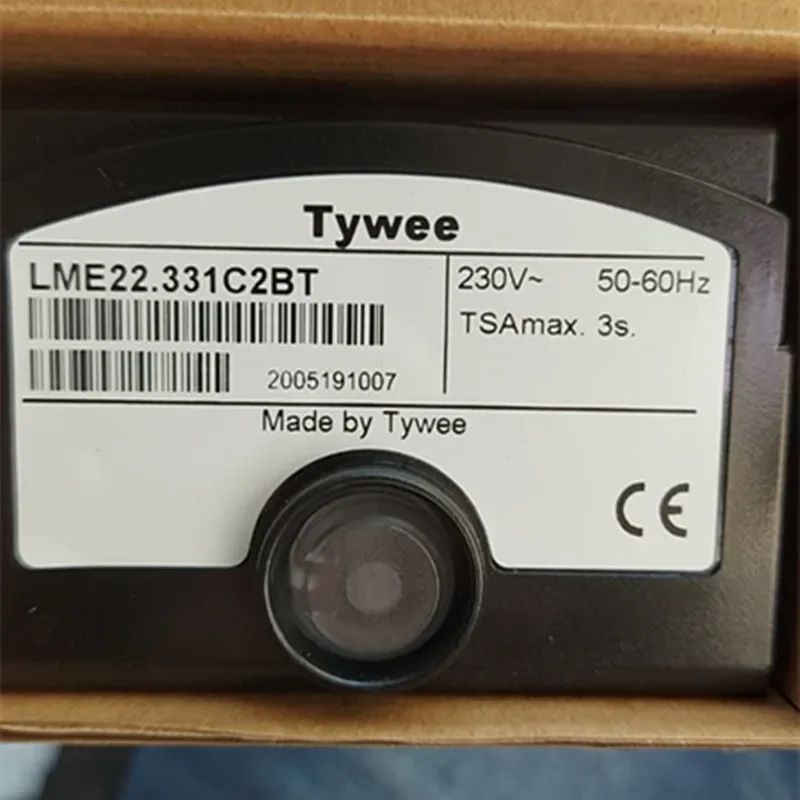 Tywee
LME22.331C2BT
230V~ 50-60Hz
TSAmax. 3s.
2005191007
Made by Tywee
CE